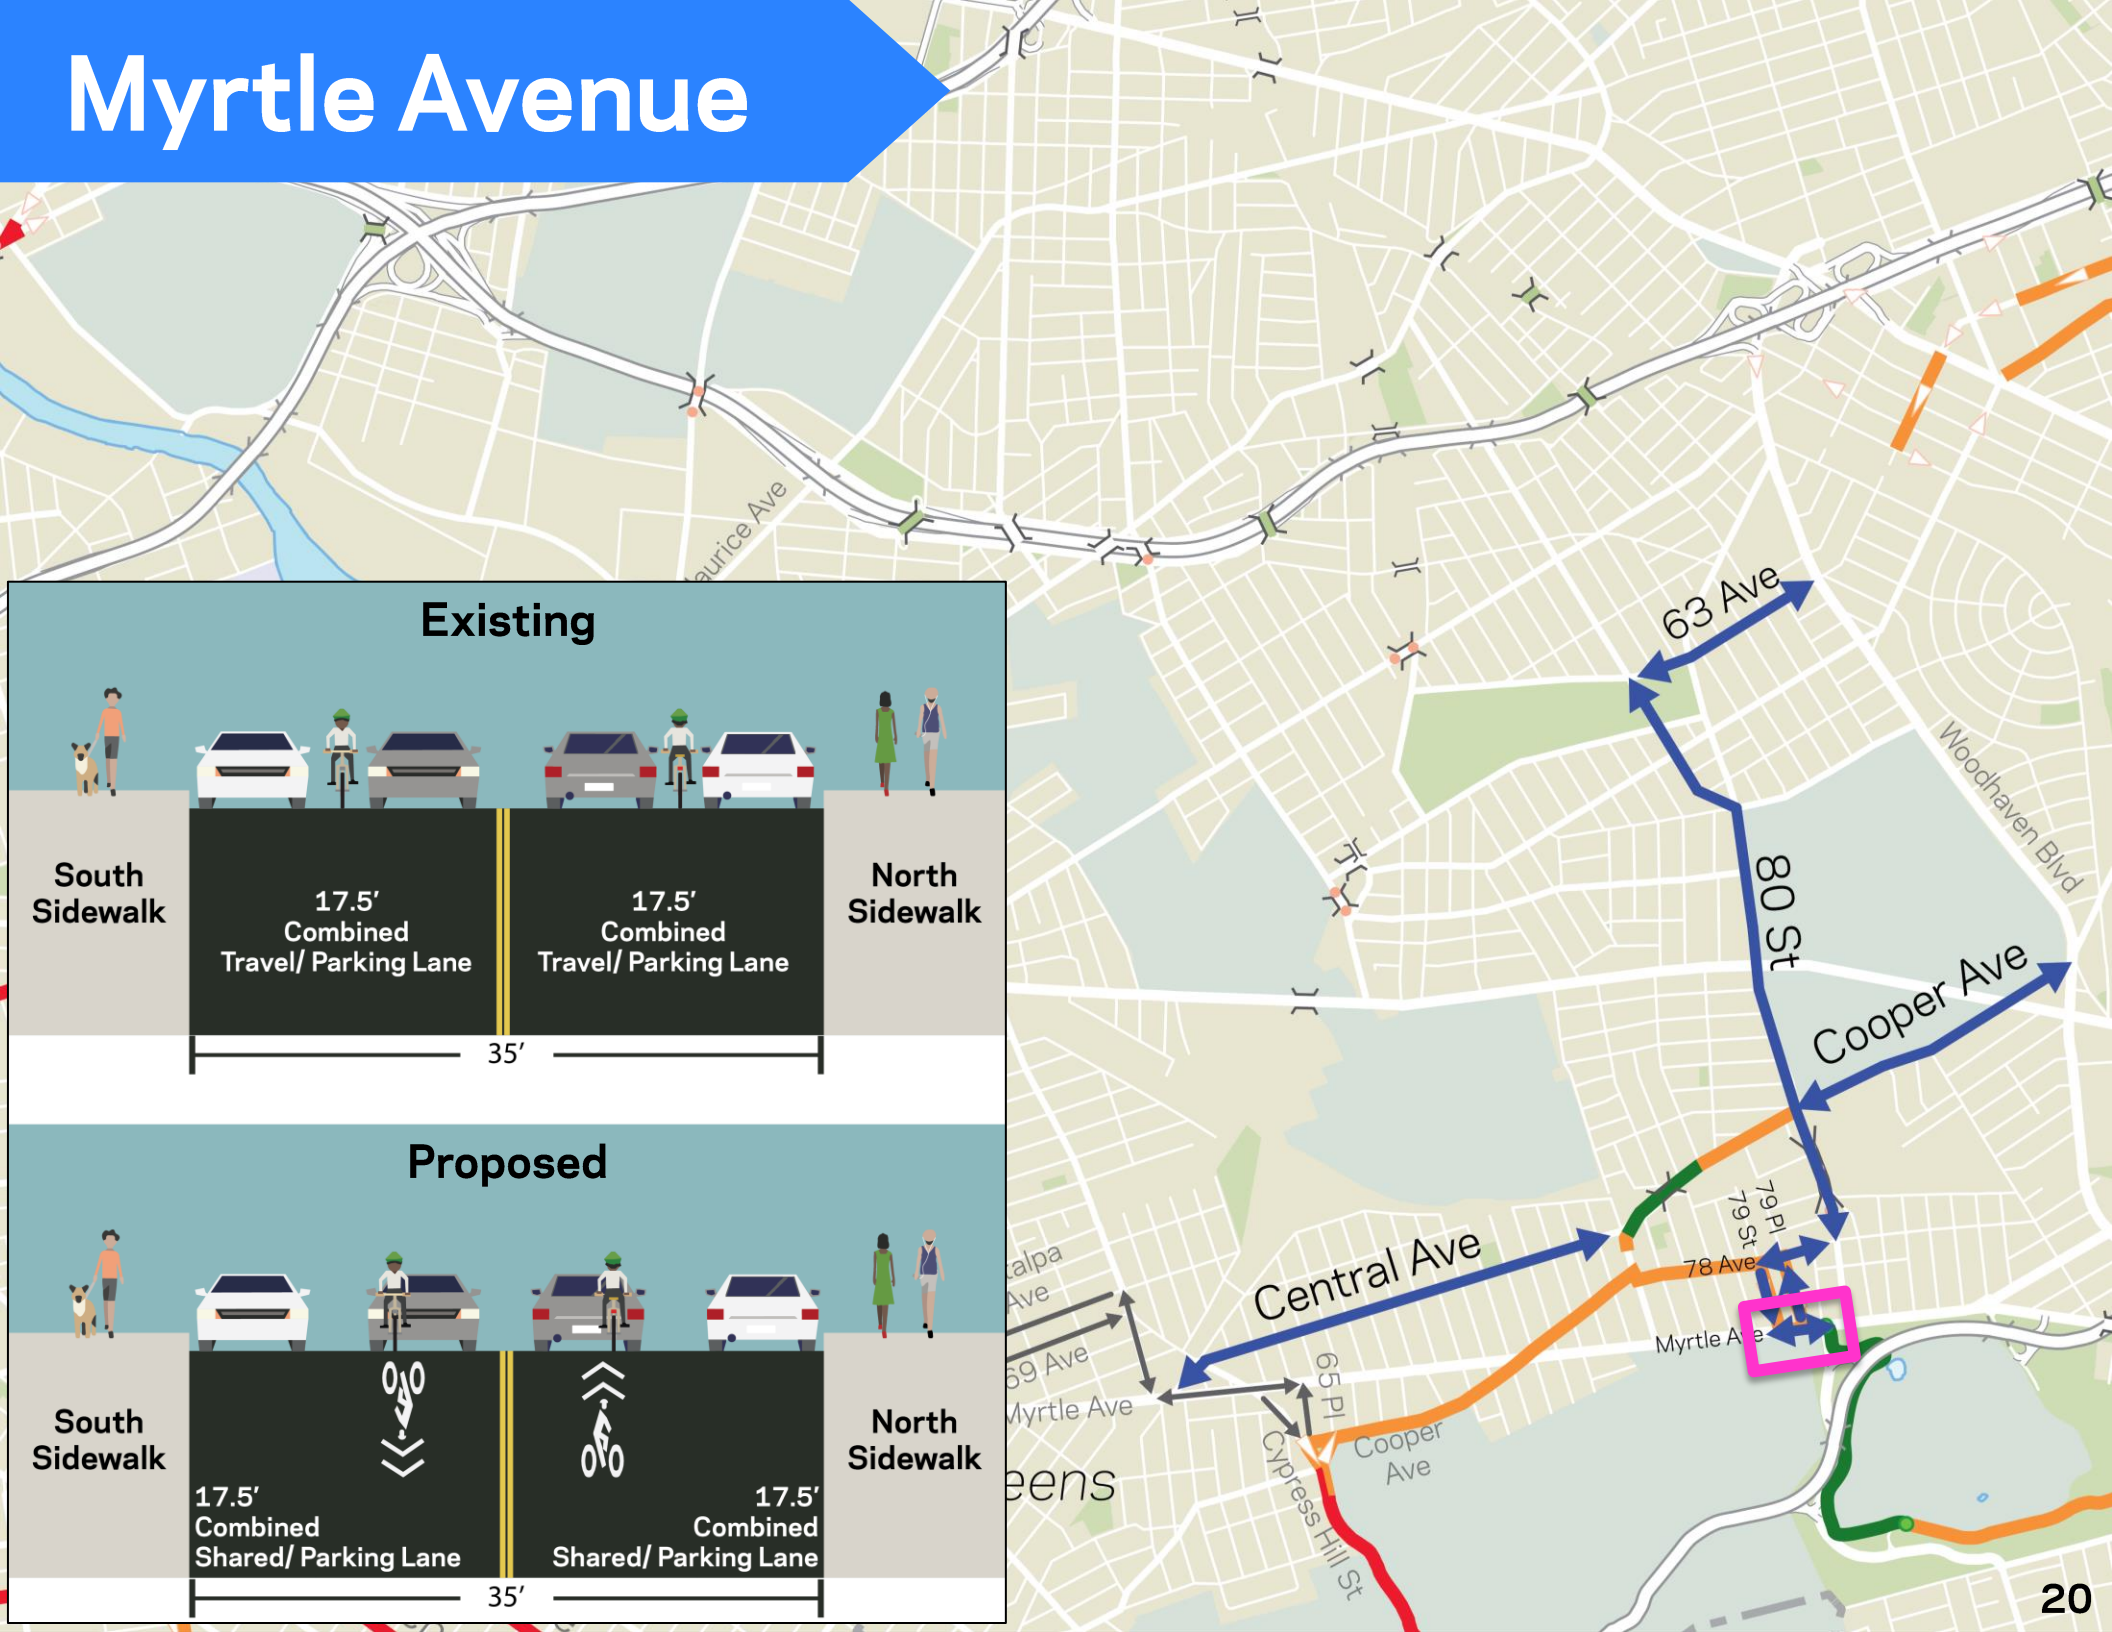 Myrtle Avenue
Existing
South
Sidewalk
17.5′
Combined
Travel/ Parking Lane
17.5′
Combined
Travel/ Parking Lane
North
Sidewalk
35′
Proposed
South
Sidewalk
17.5′
Combined
Shared/ Parking Lane
17.5′
Combined
Shared/ Parking Lane
North
Sidewalk
35′
63 Ave
Woodhaven Blvd
80 St
Cooper Ave
79 Pl
79 St
78 Ave
Central Ave
Myrtle Ave
Ave
69 Ave
Myrtle Ave
65 Pl
Cooper
Ave
Cypress Hill St
Ave
20